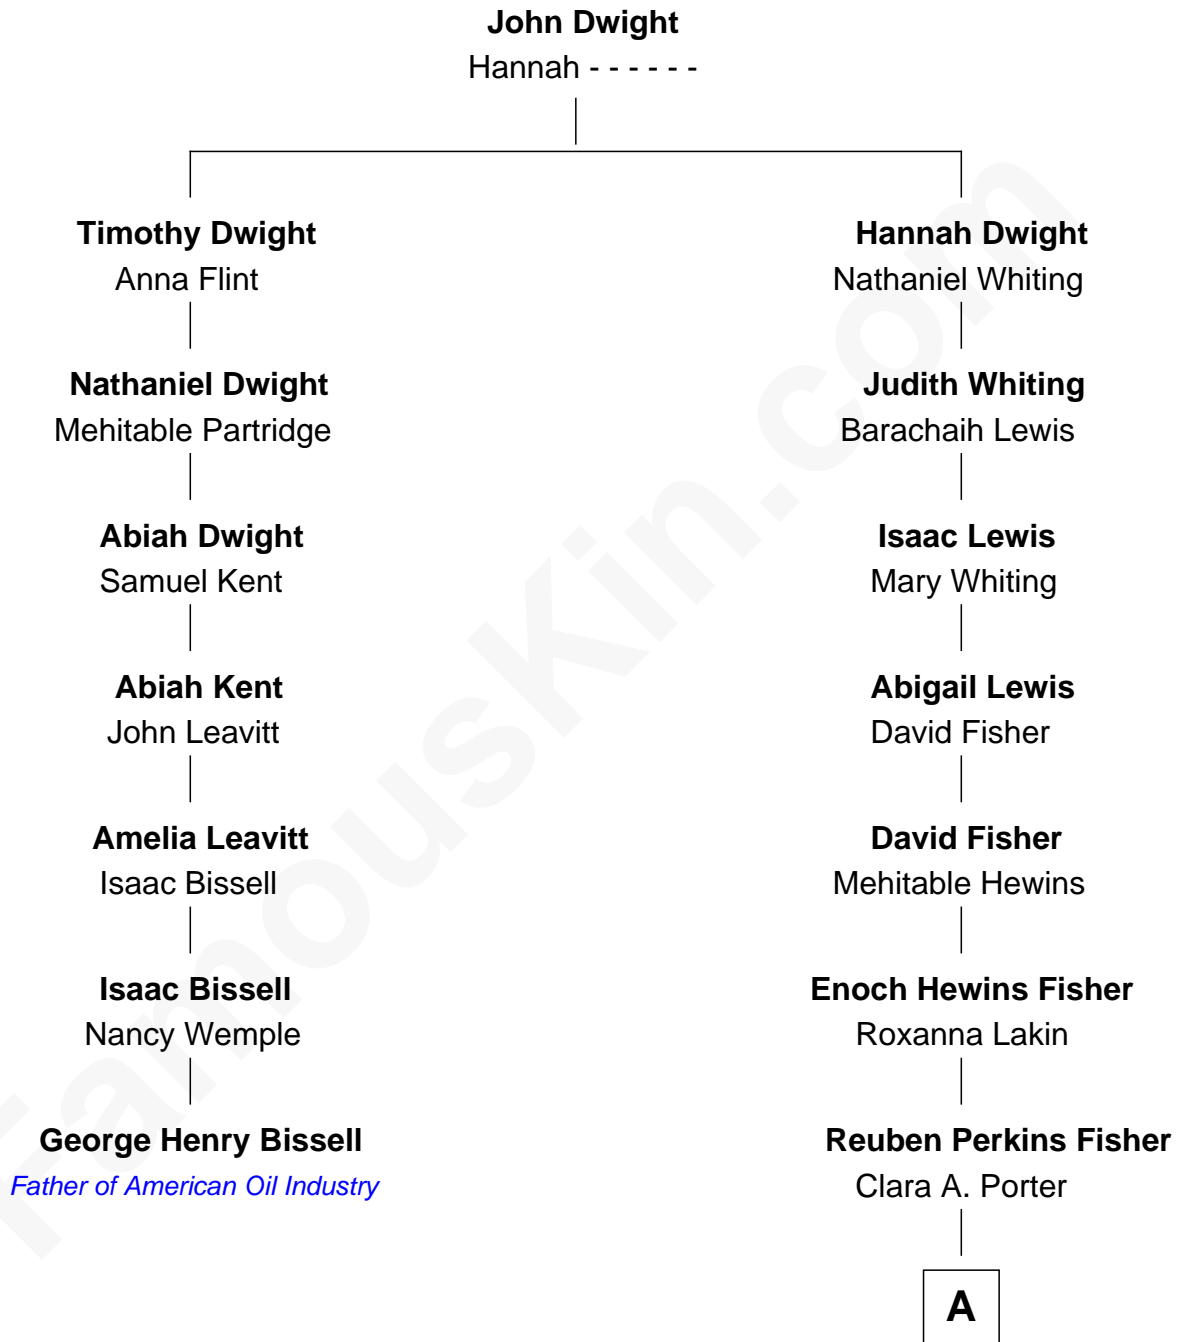 John Dwight
Hannah - - - - - -
Timothy Dwight
Anna Flint
Nathaniel Dwight
Mehitable Partridge
Abiah Dwight
Samuel Kent
Abiah Kent
John Leavitt
Amelia Leavitt
Isaac Bissell
Isaac Bissell
Nancy Wemple
George Henry Bissell
Father of American Oil Industry
Hannah Dwight
Nathaniel Whiting
Judith Whiting
Barachaih Lewis
Isaac Lewis
Mary Whiting
Abigail Lewis
David Fisher
David Fisher
Mehitable Hewins
Enoch Hewins Fisher
Roxanna Lakin
Reuben Perkins Fisher
Clara A. Porter
A
FamousKin.com